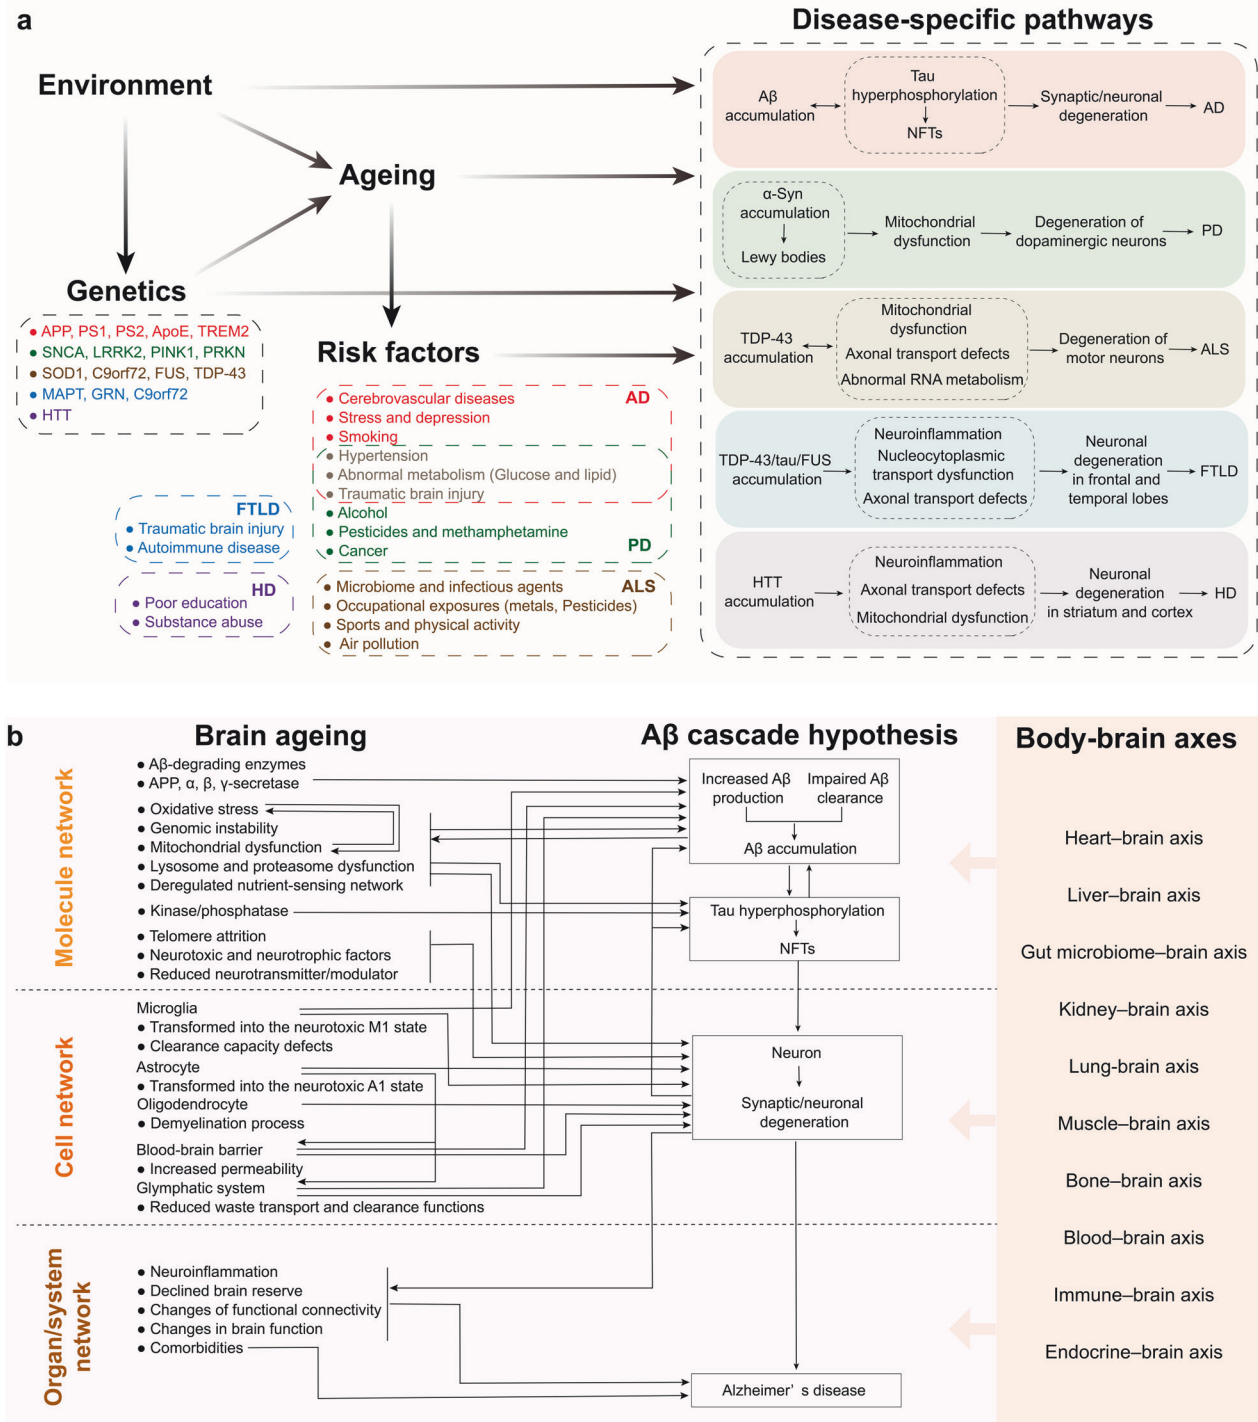 a
Disease-specific pathways
Environment
Ageing
Genetics
• APP, PS1, PS2, ApoE, TREM2
• SNCA, LRRK2, PINK1, PRKN
• SOD1, C9orf72, FUS, TDP-43
• MAPT, GRN, C9orf72
• HTT
Risk factors
AD
• Cerebrovascular diseases
• Stress and depression
• Smoking
• Hypertension
• Abnormal metabolism (Glucose and lipid)
• Traumatic brain injury
• Alcohol
• Pesticides and methamphetamine
• Cancer
PD
FTLD
• Traumatic brain injury
• Autoimmune disease
HD
• Poor education
• Substance abuse
ALS
• Microbiome and infectious agents
• Occupational exposures (metals, Pesticides)
• Sports and physical activity
• Air pollution
Aβ
accumulation
Tau
hyperphosphorylation
NFTs
Synaptic/neuronal
degeneration
AD
α-Syn
accumulation
Lewy bodies
Mitochondrial
dysfunction
Degeneration of
dopaminergic neurons
PD
TDP-43
accumulation
Mitochondrial
dysfunction
Axonal transport defects
Abnormal RNA metabolism
Degeneration of
motor neurons
ALS
TDP-43/tau/FUS
accumulation
Neuroinflammation
Nucleocytoplasmic
transport dysfunction
Axonal transport defects
Neuronal
degeneration
in frontal and
temporal lobes
FTLD
HTT
accumulation
Neuroinflammation
Axonal transport defects
Mitochondrial dysfunction
Neuronal
degeneration
in striatum and cortex
HD
b
Brain ageing
Aβ cascade hypothesis
Body-brain axes
Molecule network
• Aβ-degrading enzymes
• APP, α, β, γ-secretase
• Oxidative stress
• Genomic instability
• Mitochondrial dysfunction
• Lysosome and proteasome dysfunction
• Deregulated nutrient-sensing network
• Kinase/phosphatase
• Telomere attrition
• Neurotoxic and neurotrophic factors
• Reduced neurotransmitter/modulator
Cell network
Microglia
• Transformed into the neurotoxic M1 state
• Clearance capacity defects
Astrocyte
• Transformed into the neurotoxic A1 state
Oligodendrocyte
• Demyelination process
Blood-brain barrier
• Increased permeability
Glymphatic system
• Reduced waste transport and clearance functions
Organ/system
network
• Neuroinflammation
• Declined brain reserve
• Changes of functional connectivity
• Changes in brain function
• Comorbidities
Increased Aβ
production
Impaired Aβ
clearance
Aβ accumulation
Tau hyperphosphorylation
NFTs
Neuron
Synaptic/neuronal
degeneration
Alzheimer' s disease
Heart–brain axis
Liver–brain axis
Gut microbiome–brain axis
Kidney–brain axis
Lung-brain axis
Muscle–brain axis
Bone–brain axis
Blood–brain axis
Immune–brain axis
Endocrine–brain axis